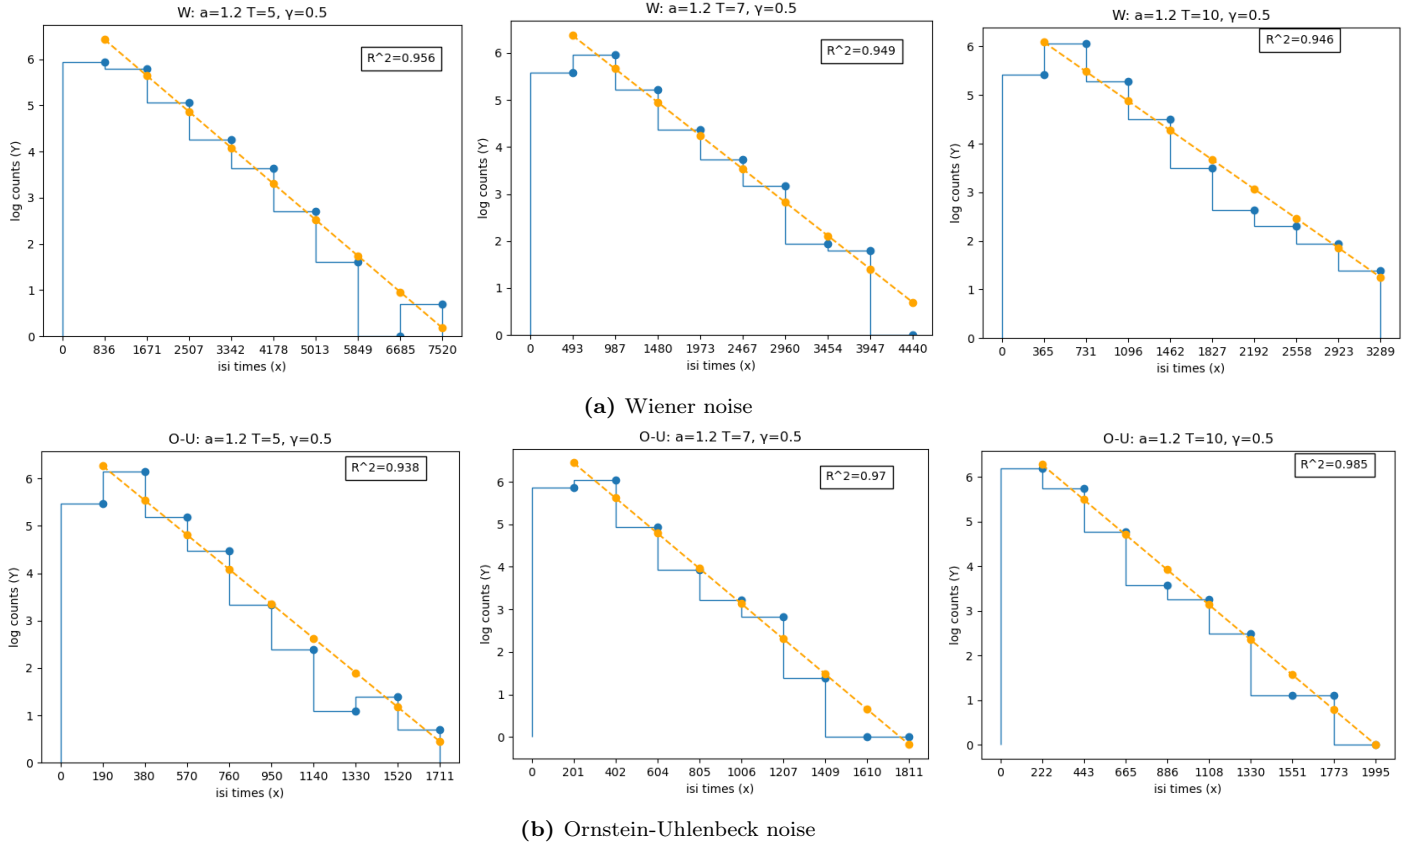 W: a=1.2 T=5, γ=0.5
R^2=0.956
log counts (Y)
6
5
4
3
2
1
0
0 836 1671 2507 3342 4178 5013 5849 6685 7520
isi times (x)
W: a=1.2 T=7, γ=0.5
R^2=0.949
log counts (Y)
6
5
4
3
2
1
0
0 493 987 1480 1973 2467 2960 3454 3947 4440
isi times (x)
W: a=1.2 T=10, γ=0.5
R^2=0.946
log counts (Y)
6
5
4
3
2
1
0
0 365 731 1096 1462 1827 2192 2558 2923 3289
isi times (x)
(a) Wiener noise
O-U: a=1.2 T=5, γ=0.5
R^2=0.938
log counts (Y)
6
5
4
3
2
1
0
0 190 380 570 760 950 1140 1330 1520 1711
isi times (x)
O-U: a=1.2 T=7, γ=0.5
R^2=0.97
log counts (Y)
6
5
4
3
2
1
0
0 201 402 604 805 1006 1207 1409 1610 1811
isi times (x)
O-U: a=1.2 T=10, γ=0.5
R^2=0.985
log counts (Y)
6
5
4
3
2
1
0
0 222 443 665 886 1108 1330 1551 1773 1995
isi times (x)
(b) Ornstein-Uhlenbeck noise